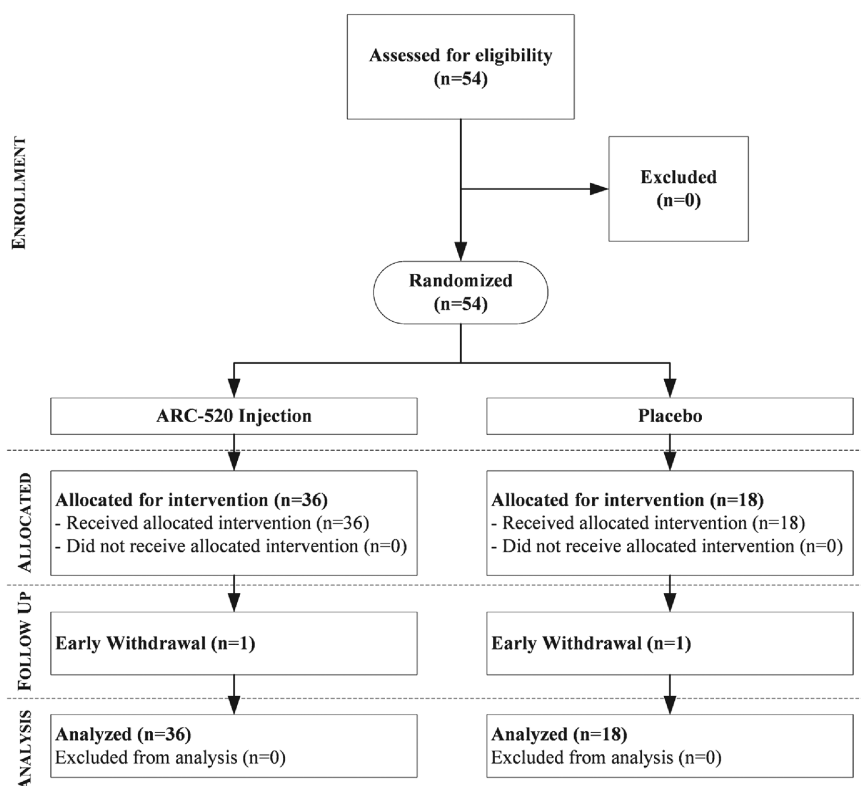 Assessed for eligibility
(n=54)
ENROLLMENT
Excluded
(n=0)
Randomized
(n=54)
ARC-520 Injection
Placebo
ALLOCATED
Allocated for intervention (n=36)
- Received allocated intervention (n=36)
- Did not receive allocated intervention (n=0)
Allocated for intervention (n=18)
- Received allocated intervention (n=18)
- Did not receive allocated intervention (n=0)
FOLLOW UP
Early Withdrawal (n=1)
Early Withdrawal (n=1)
ANALYSIS
Analyzed (n=36)
Excluded from analysis (n=0)
Analyzed (n=18)
Excluded from analysis (n=0)